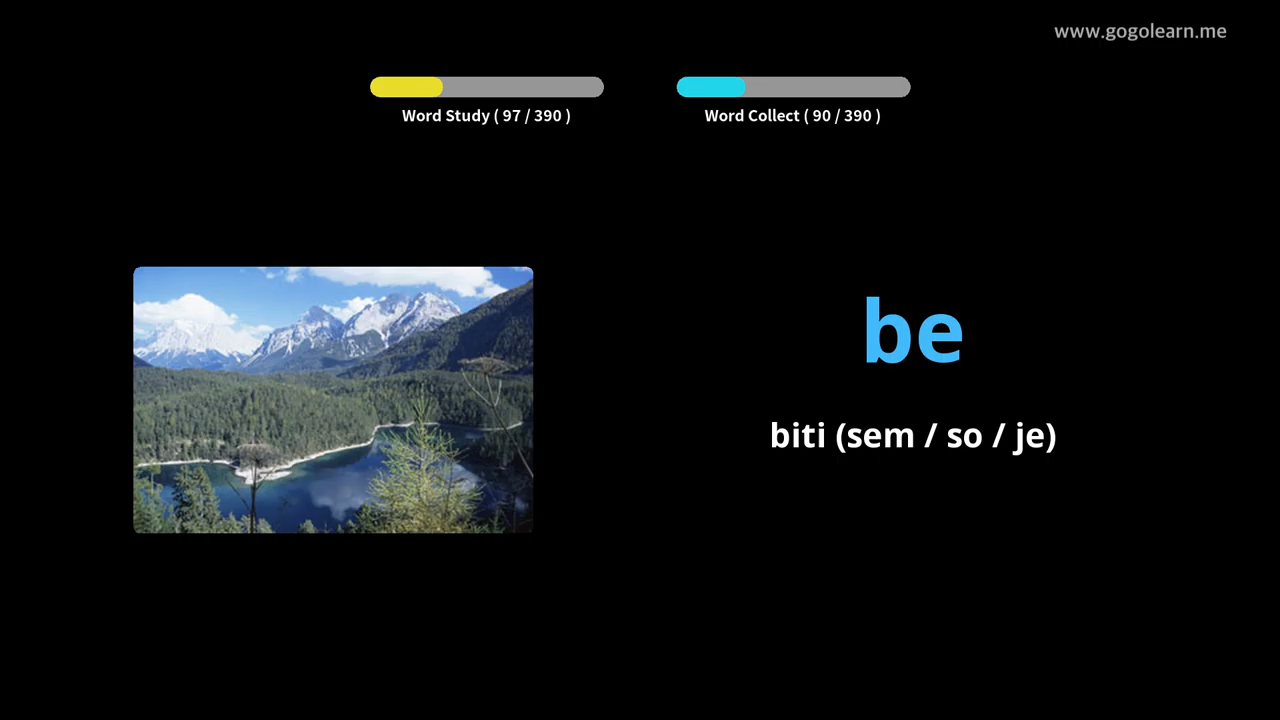 www.gogolearn.me
Word Study ( 97 / 390 )
Word Collect ( 90 / 390 )
be
biti (sem / so / je)